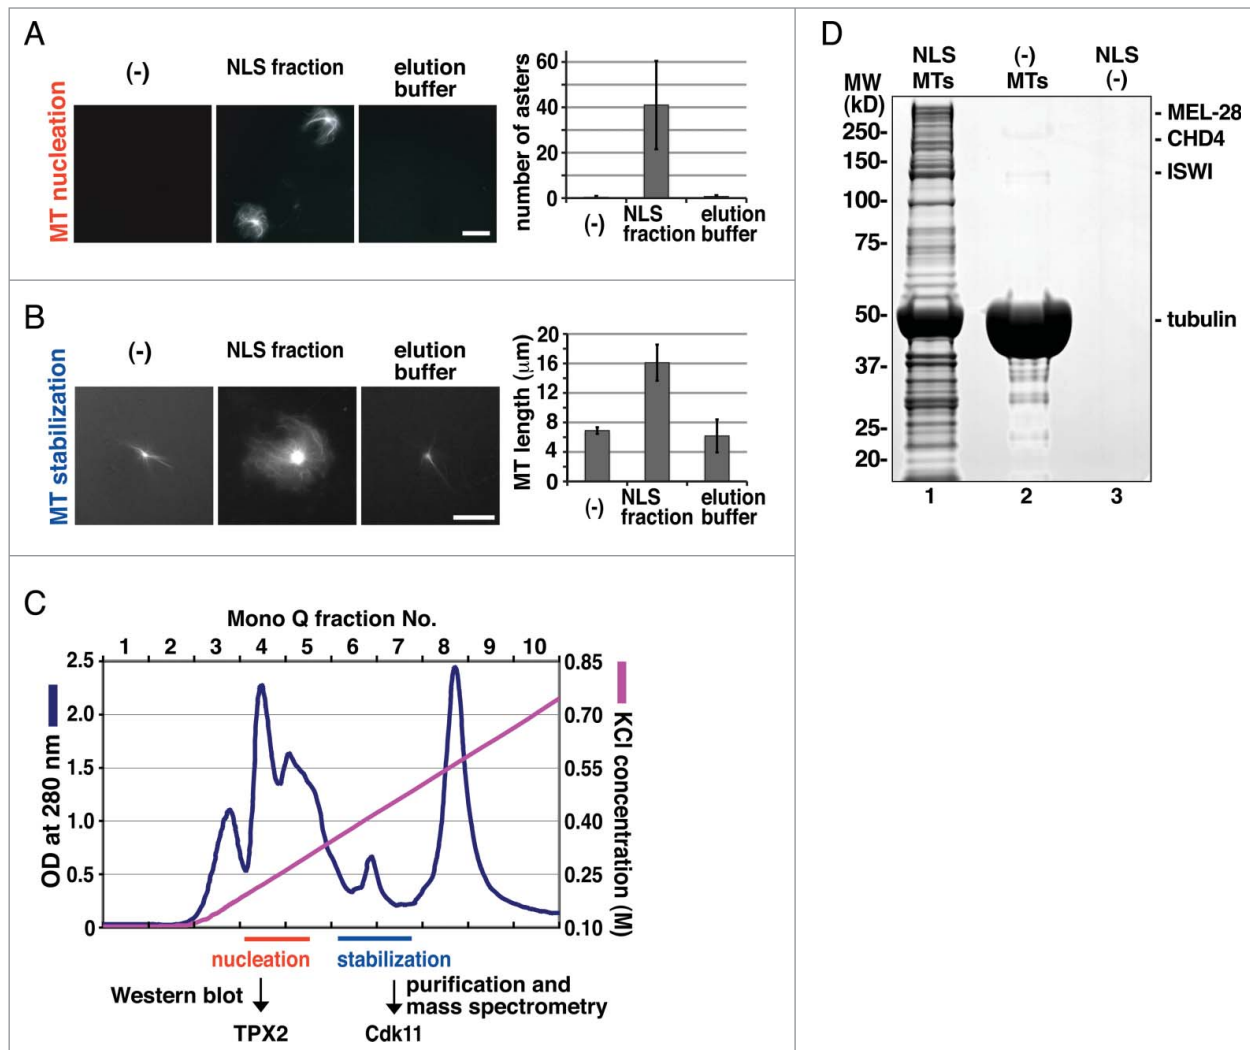 A
(-)
NLS fraction
elution
buffer
MT nucleation
number of asters
60
40
20
0
(-)
NLS
fraction
elution
buffer
B
(-)
NLS fraction
elution
buffer
MT stabilization
MT length (μm)
20
16
12
8
4
0
(-)
NLS
fraction
elution
buffer
C
Mono Q fraction No.
1 2 3 4 5 6 7 8 9 10
OD at 280 nm
2.5
2.0
1.5
1.0
0.5
0
0.85
0.70
0.55
0.40
0.25
0.10
KCl concentration (M)
nucleation
stabilization
Western blot
purification and
mass spectrometry
TPX2
Cdk11
D
NLS (-) NLS
MTs MTs (-)
MW
(kD)
250-
150-
100-
75-
50-
37-
25-
20-
- MEL-28
- CHD4
- ISWI
- tubulin
1 2 3